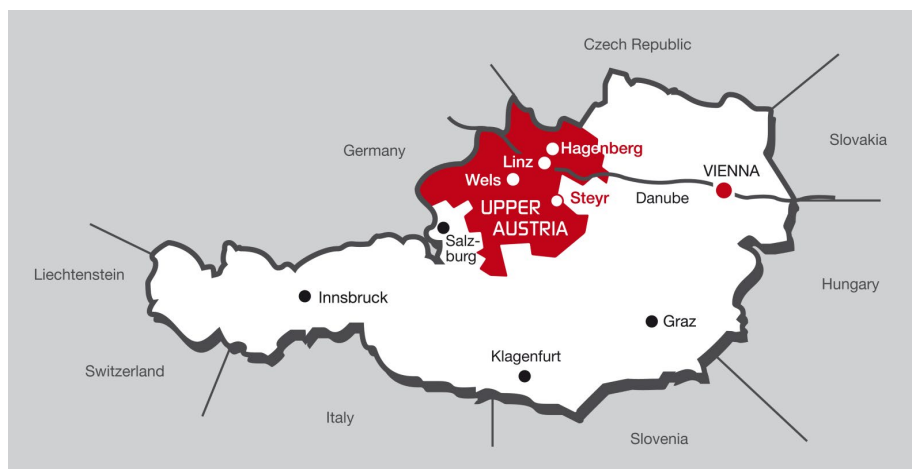 Czech Republic
Germany
Slovakia
Hagenberg
Linz
VIENNA
Wels
Steyr
Danube
UPPER
AUSTRIA
Salz-
burg
Liechtenstein
Hungary
Innsbruck
Graz
Klagenfurt
Switzerland
Italy
Slovenia